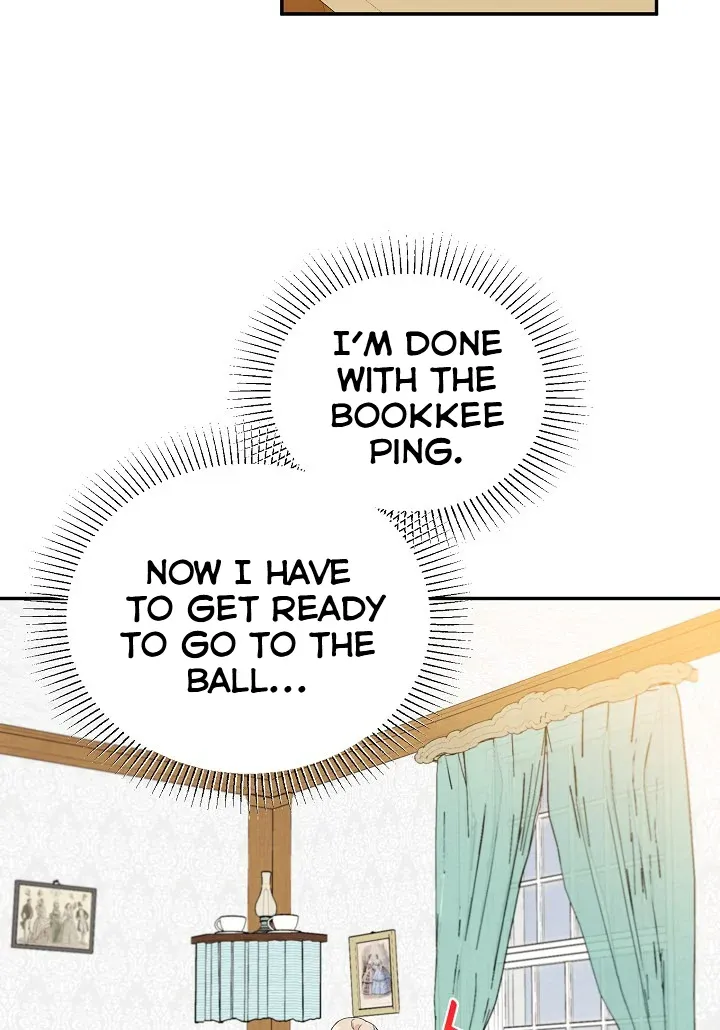 I'M DONE
WITH THE
BOOKKEE
PING.
NOW I HAVE
TO GET READY
TO GO TO THE
BALL...